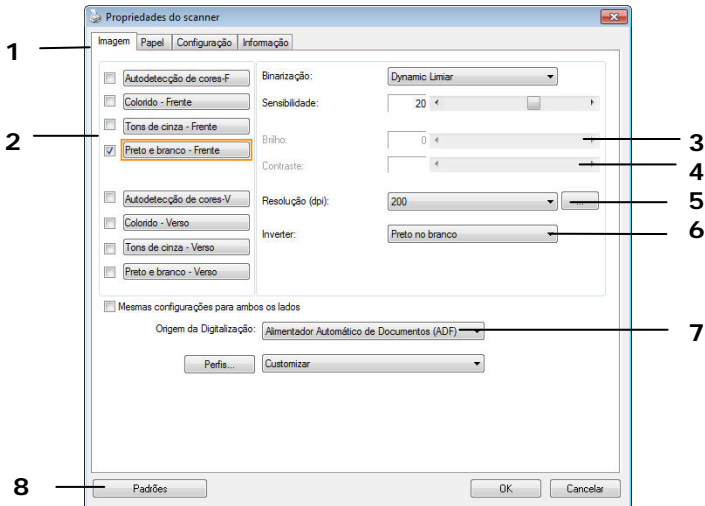 Propriedades do scanner
1
Imagem Papel Configuração Informação
Autodetecção de cores-F
Binarização: Dynamic Limiar
Colorido - Frente
Sensibilidade: 20
Tons de cinza - Frente
2
Preto e branco - Frente
Brilho: 0
3
Contraste:
4
Autodetecção de cores-V
Resolução (dpi): 200 ...
5
Colorido - Verso
Inverter: Preto no branco
6
Tons de cinza - Verso
Preto e branco - Verso
Mesmas configurações para ambos os lados
Origem da Digitalização: Alimentador Automático de Documentos (ADF)
7
Perfis... Customizar
8
Padrões OK Cancelar